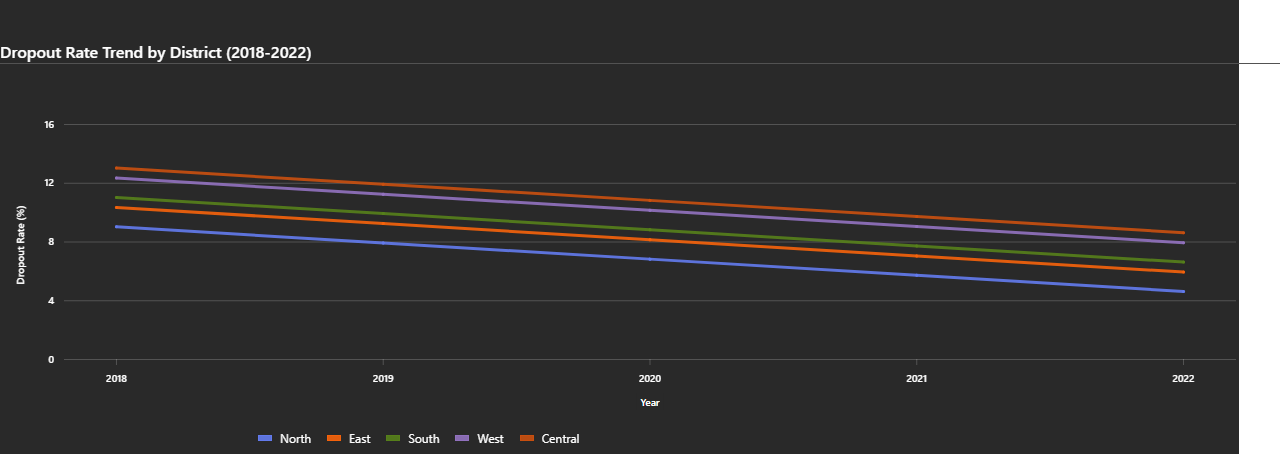 Dropout Rate Trend by District (2018-2022)
16
12
8
4
0
Dropout Rate (%)
2018 2019 2020 2021 2022
Year
North East South West Central